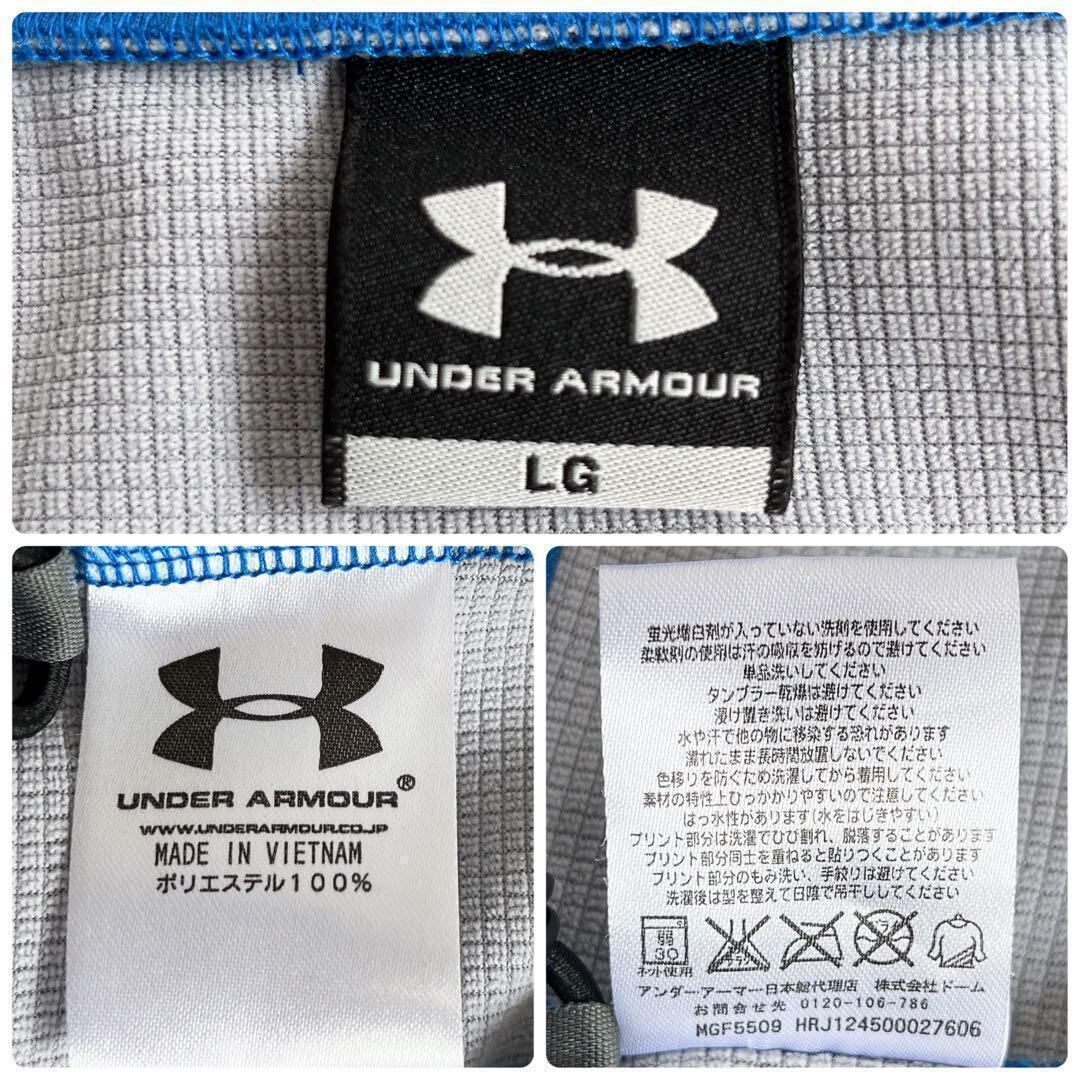 UNDER ARMOUR
LG
UNDER ARMOUR®
WWW.UNDERARMOUR.CO.JP
MADE IN VIETNAM
ポリエステル100%
蛍光増白剤が入っていない洗剤を使用してください
柔軟剤の使用は汗の吸収を妨げるので避けてください
単品洗いしてください
タンブラー乾燥は避けてください
浸け置き洗いは避けてください
水や汗で他の物に移染する恐れがあります
濡れたまま長時間放置しないでください
色移りを防ぐため洗濯してから着用してください
素材の特性上ひっかかりやすいので注意してください
はっ水性があります(水をはじきやすい)
プリント部分は洗濯でひび割れ、脱落することがあります
プリント部分同士を重ねると貼りつくことがあります
プリント部分のもみ洗い、手絞りは避けてください
洗濯後は型を整えて日陰で吊干ししてください
弱
30
エンソ
サラシ
ドライ
ネット使用
アンダーアーマー日本総代理店 株式会社ドーム
お問合せ先 0120-106-786
MGF5509 HRJ124500027606